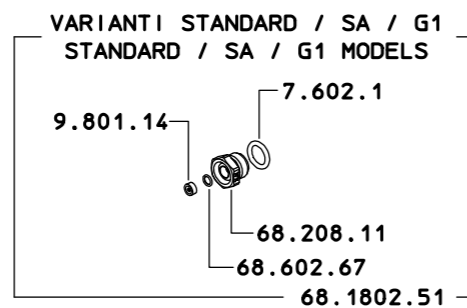 VARIANTI STANDARD / SA / G1
STANDARD / SA / G1 MODELS
7.602.1
9.801.14
68.208.11
68.602.67
68.1802.51